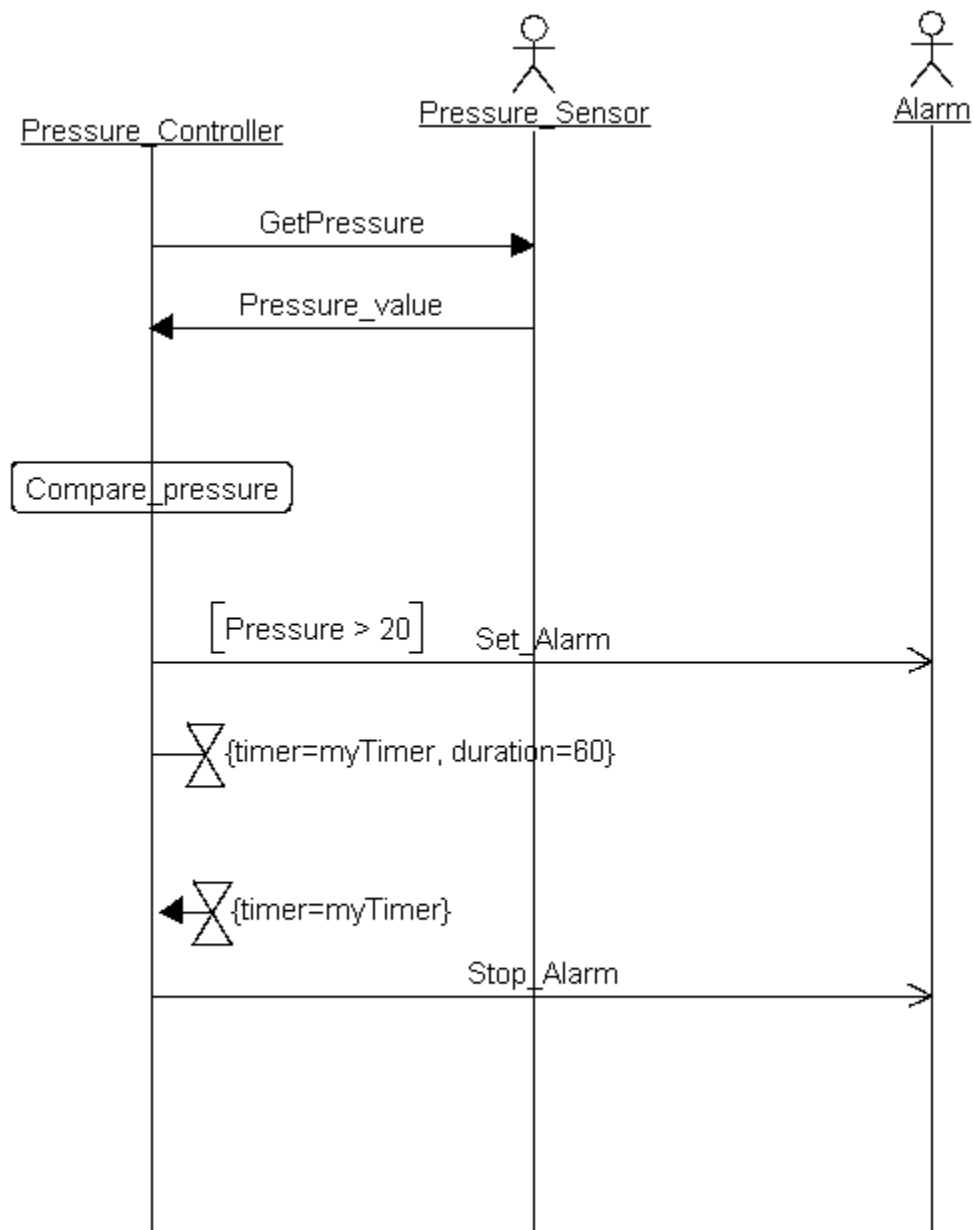 Pressure_Controller
Pressure_Sensor
Alarm
GetPressure
Pressure_value
Compare_pressure
[Pressure > 20]
Set_Alarm
{timer=myTimer, duration=60}
{timer=myTimer}
Stop_Alarm